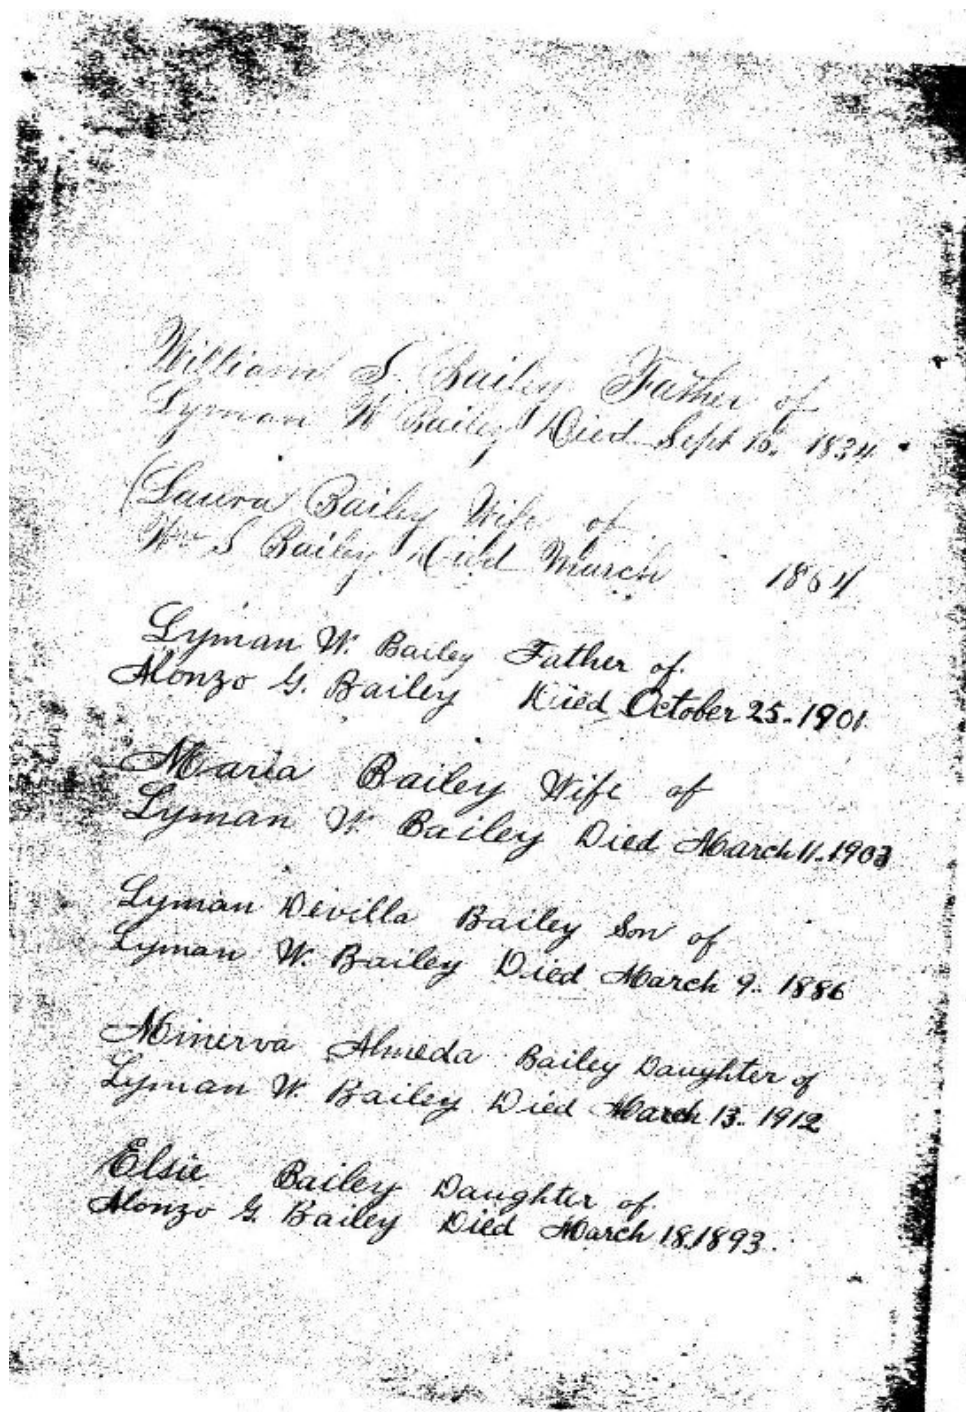 William S. Bailey Father of
Lyman W Bailey Died Sept 1834
(Laura Bailey Wife of
Wm S Bailey Died March 1864
Lyman W. Bailey Father of.
Alonzo G. Bailey Died October 25. 1901
Maria Bailey Wife of
Lyman W. Bailey Died March 11. 1903
Lyman Devilla Bailey Son of
Lyman W. Bailey Died March 9. 1886
Minerva Almeda Bailey Daughter of
Lyman W. Bailey Died March 13. 1912
Elsie Bailey Daughter of.
Alonzo G. Bailey Died March 18.1893.